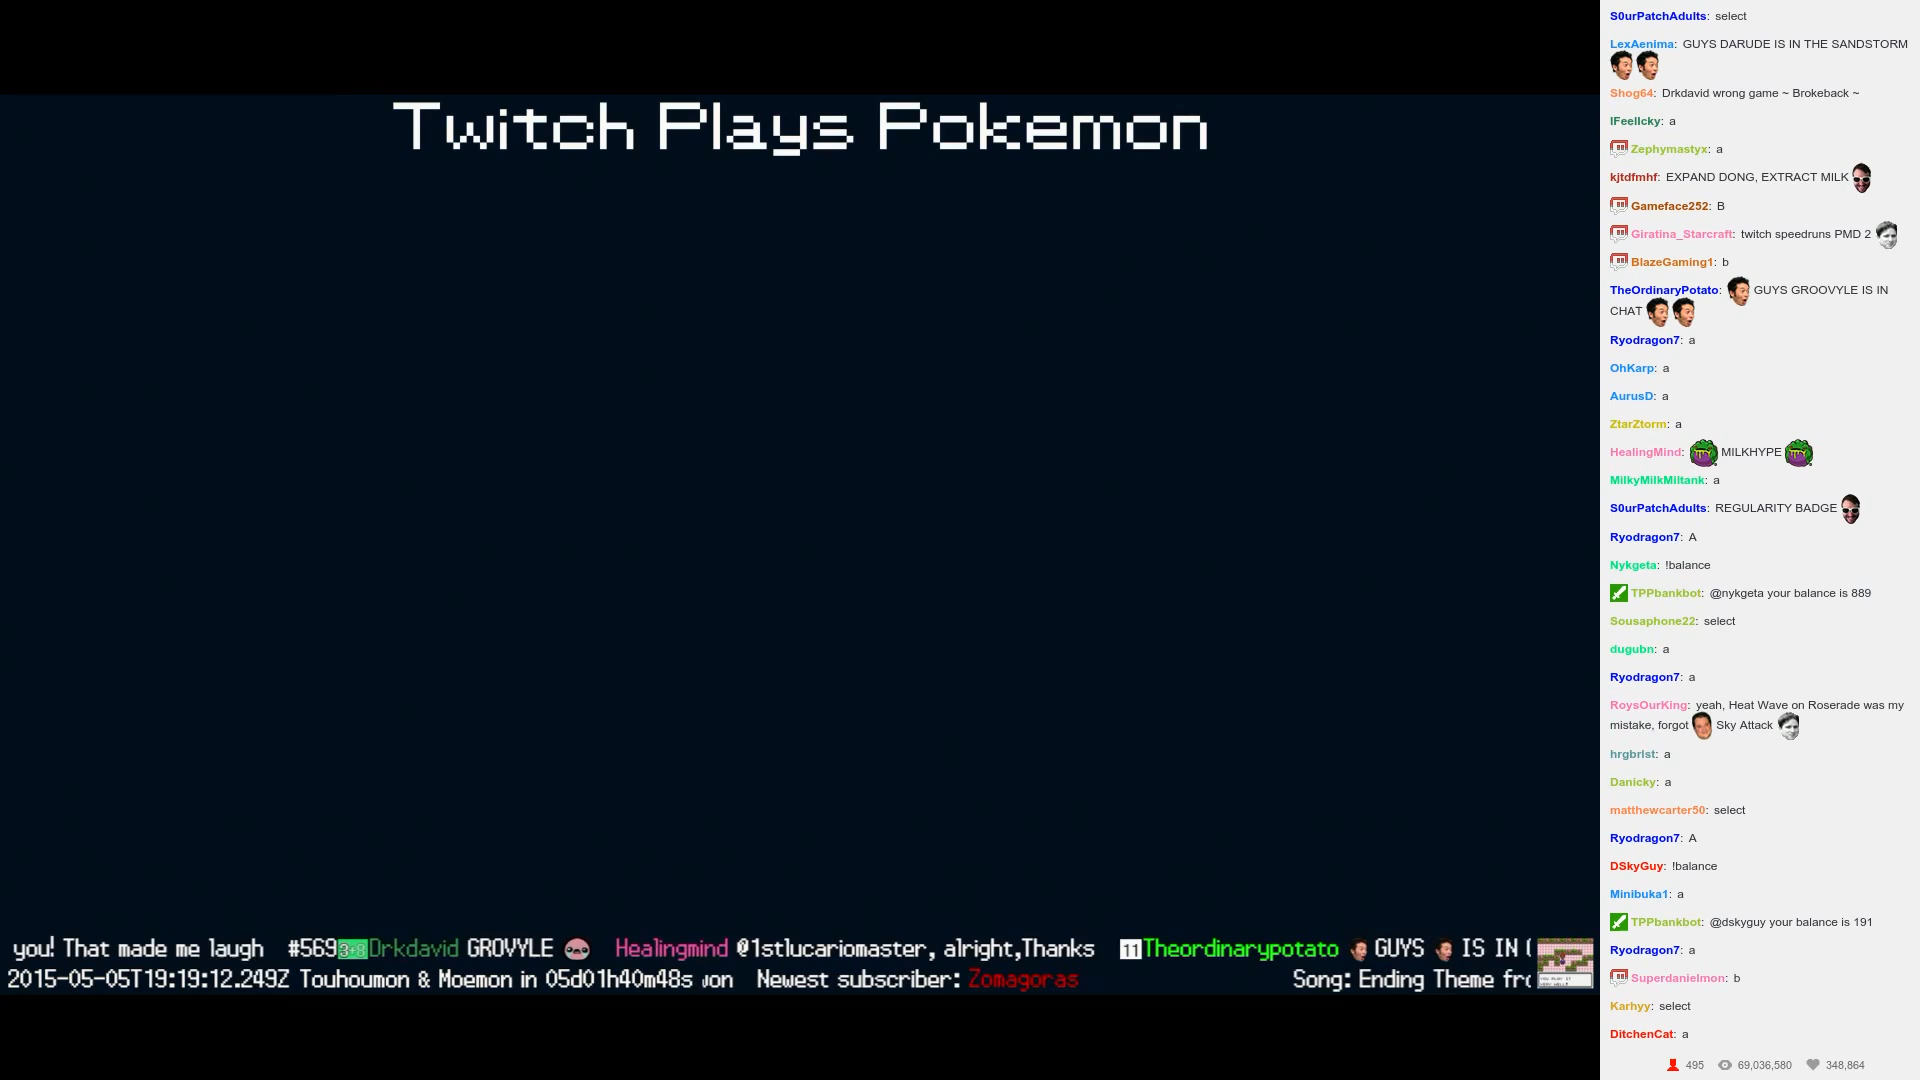 Twitch Plays Pokemon
you! That made me laugh #569 3+8 Drkdavid GROVYLE Healingmind @1stlucariomaster, alright,Thanks 11 Theordinarypotato GUYS IS IN
2015-05-05T19:19:12.249Z Touhoumon & Moemon in 05d01h40m48s von Newest subscriber: Zomagoras Song: Ending Theme fro
S0urPatchAdults: select
LexAenima: GUYS DARUDE IS IN THE SANDSTORM
Shog64: Drkdavid wrong game ~ Brokeback ~
IFeelIcky: a
Zephymastyx: a
kjtdfmhf: EXPAND DONG, EXTRACT MILK
Gameface252: B
Giratina_Starcraft: twitch speedruns PMD 2
BlazeGaming1: b
TheOrdinaryPotato: GUYS GROOVYLE IS IN
CHAT
Ryodragon7: a
OhKarp: a
AurusD: a
ZtarZtorm: a
HealingMind: MILKHYPE
MilkyMilkMiltank: a
S0urPatchAdults: REGULARITY BADGE
Ryodragon7: A
Nykgeta: !balance
TPPbankbot: @nykgeta your balance is 889
Sousaphone22: select
dugubn: a
Ryodragon7: a
RoysOurKing: yeah, Heat Wave on Roserade was my
mistake, forgot Sky Attack
hrgbrist: a
Danicky: a
matthewcarter50: select
Ryodragon7: A
DSkyGuy: !balance
Minibuka1: a
TPPbankbot: @dskyguy your balance is 191
Ryodragon7: a
Superdanielmon: b
Karhyy: select
DitchenCat: a
495 69,036,580 348,864